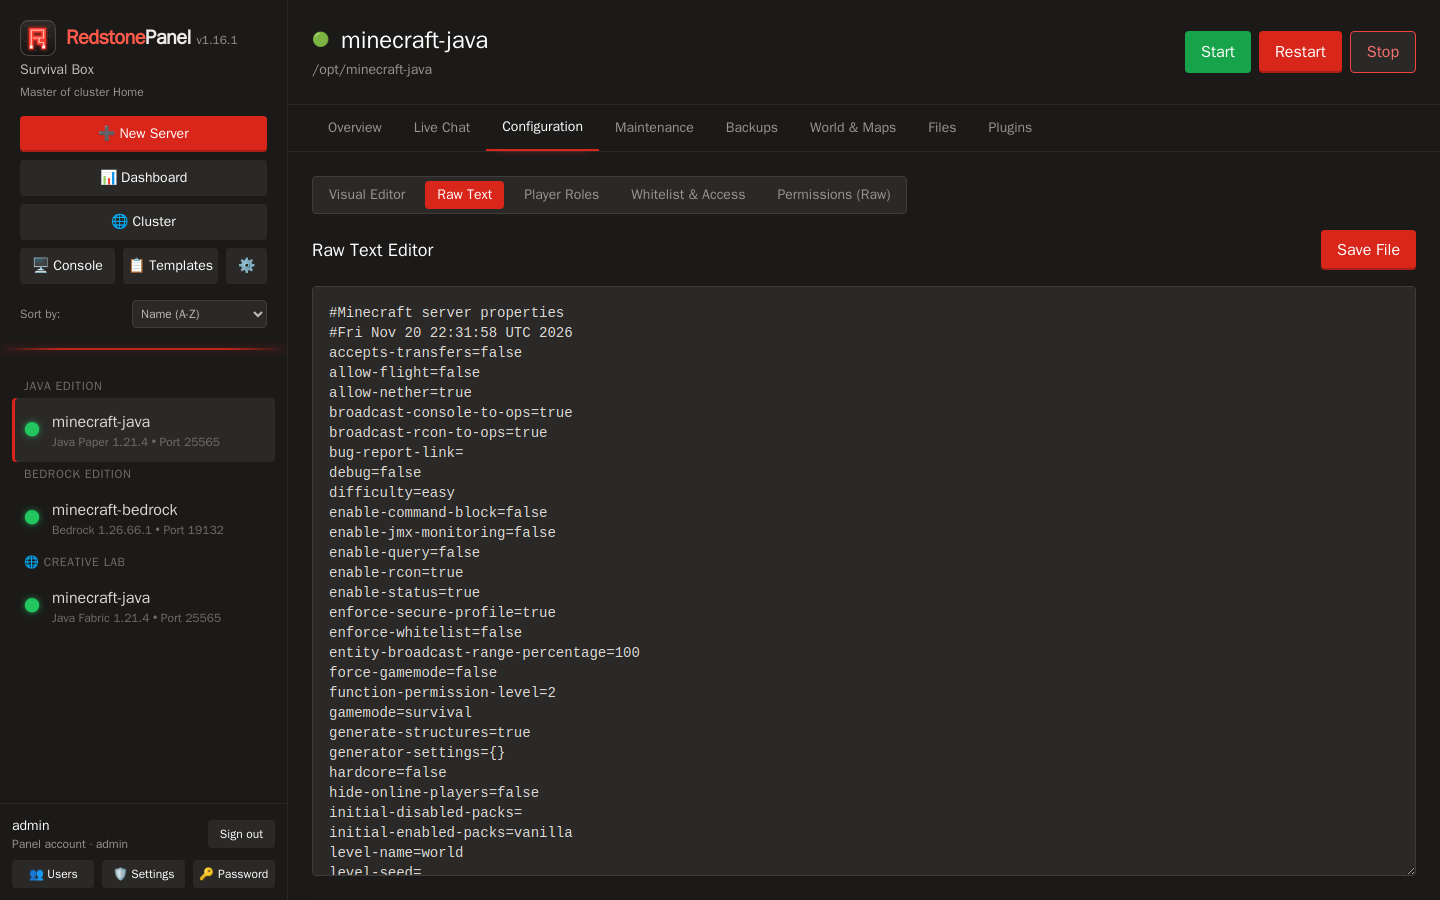 RedstonePanel v1.16.1
Survival Box
Master of cluster Home
➕ New Server
📊 Dashboard
🌐 Cluster
🖥️ Console
📋 Templates
⚙️
Sort by:
Name (A-Z)
JAVA EDITION
minecraft-java
Java Paper 1.21.4 • Port 25565
BEDROCK EDITION
minecraft-bedrock
Bedrock 1.26.66.1 • Port 19132
🌐 CREATIVE LAB
minecraft-java
Java Fabric 1.21.4 • Port 25565
admin
Panel account · admin
Sign out
👥 Users
🛡️ Settings
🔑 Password
minecraft-java
/opt/minecraft-java
Start
Restart
Stop
Overview
Live Chat
Configuration
Maintenance
Backups
World & Maps
Files
Plugins
Visual Editor
Raw Text
Player Roles
Whitelist & Access
Permissions (Raw)
Raw Text Editor
Save File
#Minecraft server properties
#Fri Nov 20 22:31:58 UTC 2026
accepts-transfers=false
allow-flight=false
allow-nether=true
broadcast-console-to-ops=true
broadcast-rcon-to-ops=true
bug-report-link=
debug=false
difficulty=easy
enable-command-block=false
enable-jmx-monitoring=false
enable-query=false
enable-rcon=true
enable-status=true
enforce-secure-profile=true
enforce-whitelist=false
entity-broadcast-range-percentage=100
force-gamemode=false
function-permission-level=2
gamemode=survival
generate-structures=true
generator-settings={}
hardcore=false
hide-online-players=false
initial-disabled-packs=
initial-enabled-packs=vanilla
level-name=world
level-seed=